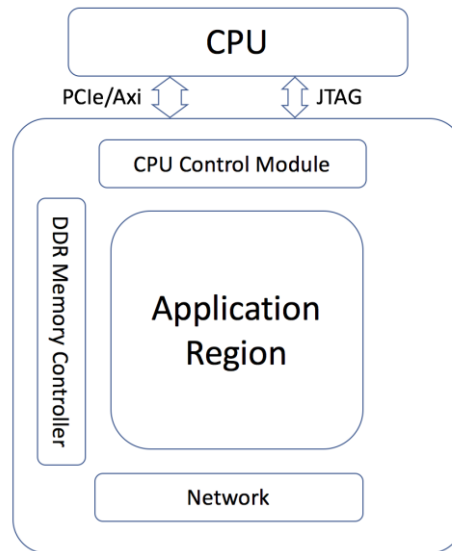 CPU
PCIe/Axi
JTAG
CPU Control Module
DDR Memory Controller
Application
Region
Network